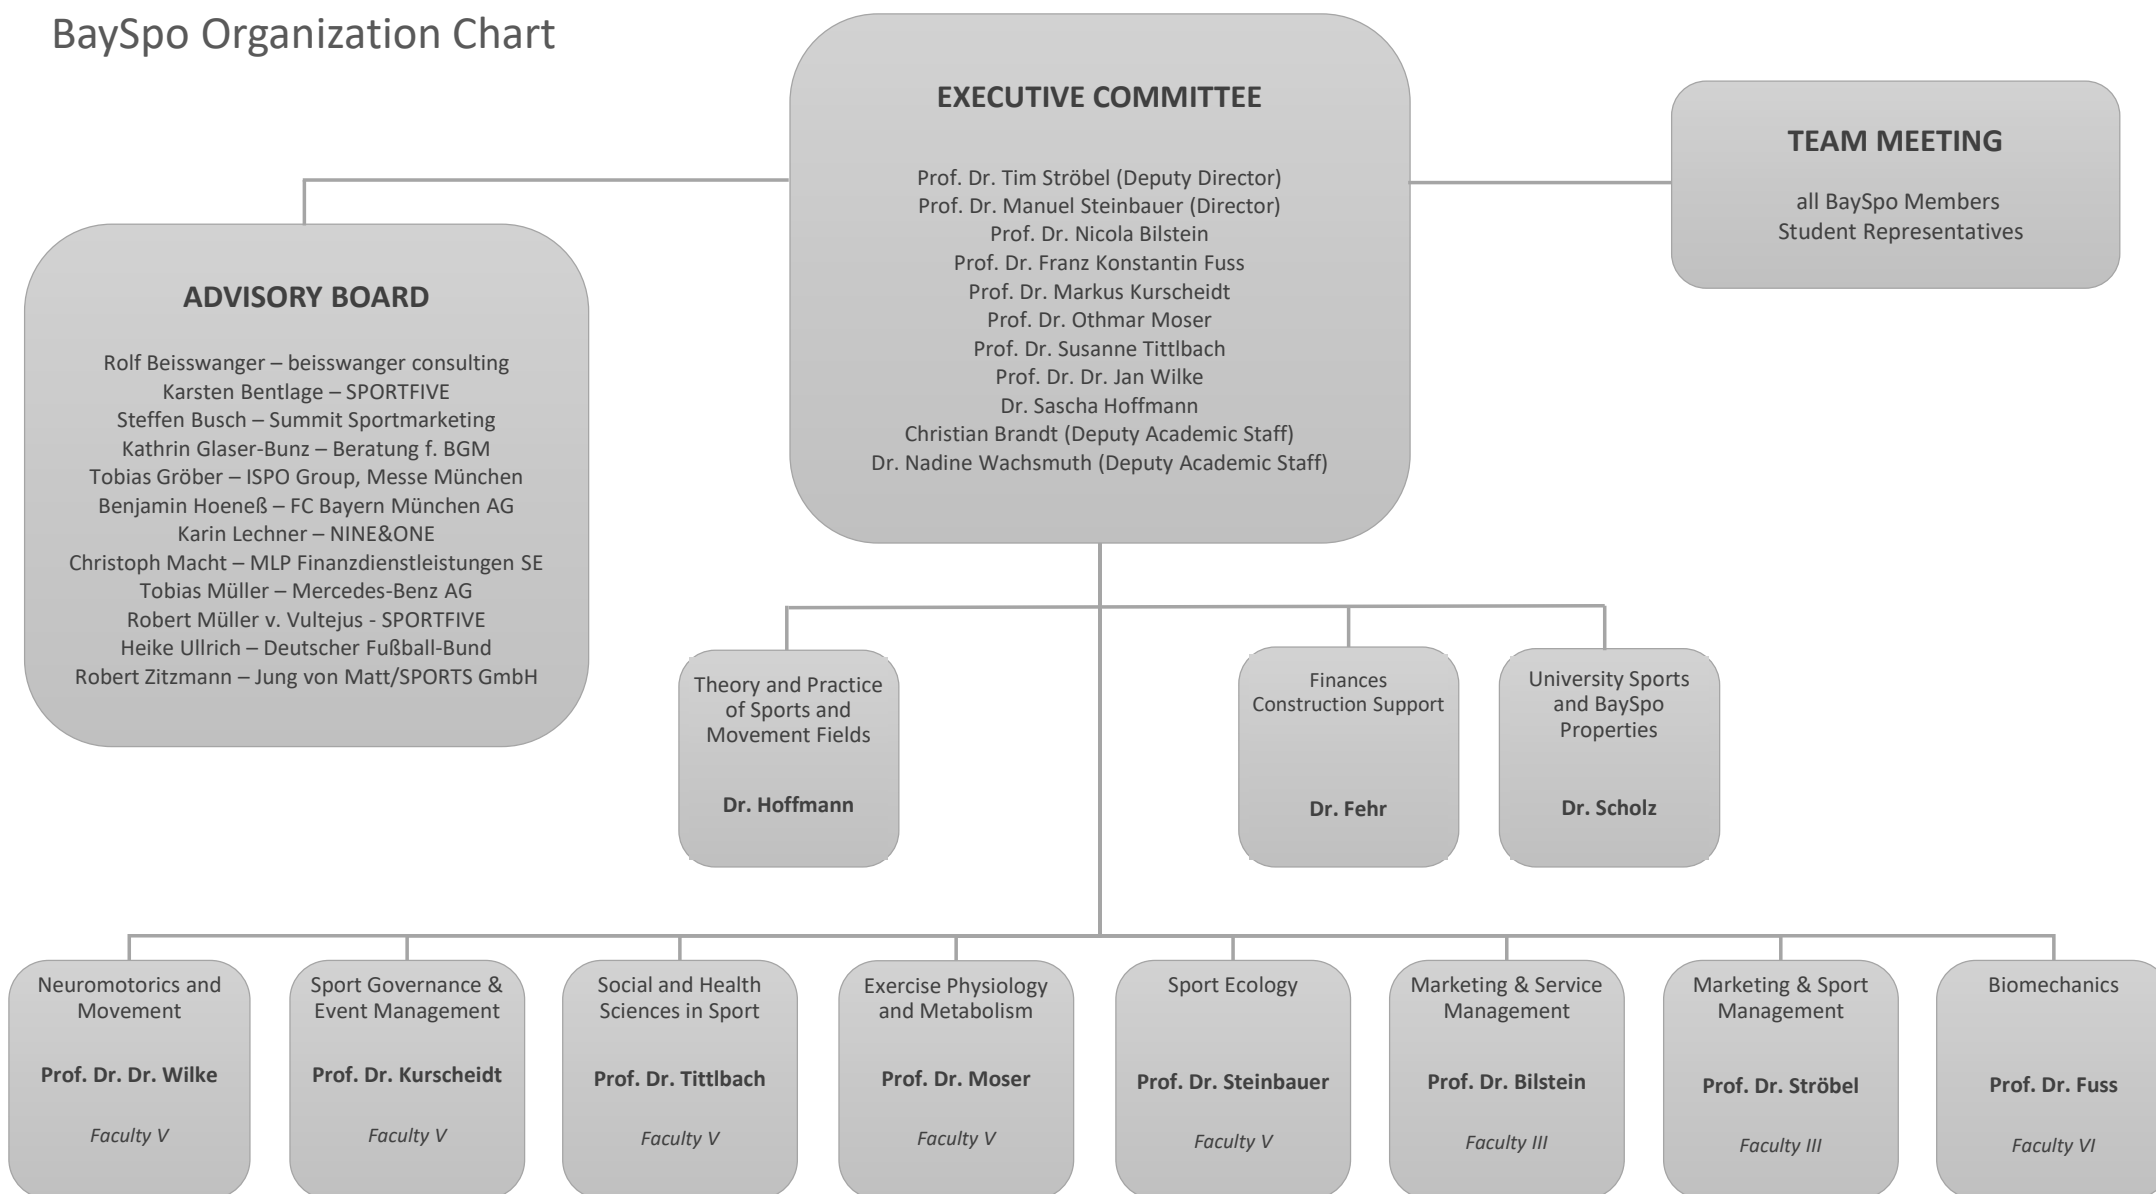 BaySpo Organization Chart
EXECUTIVE COMMITTEE
Prof. Dr. Tim Ströbel (Deputy Director)
Prof. Dr. Manuel Steinbauer (Director)
Prof. Dr. Nicola Bilstein
Prof. Dr. Franz Konstantin Fuss
Prof. Dr. Markus Kurscheidt
Prof. Dr. Othmar Moser
Prof. Dr. Susanne Tittlbach
Prof. Dr. Dr. Jan Wilke
Dr. Sascha Hoffmann
Christian Brandt (Deputy Academic Staff)
Dr. Nadine Wachsmuth (Deputy Academic Staff)
TEAM MEETING
all BaySpo Members
Student Representatives
ADVISORY BOARD
Rolf Beisswanger – beisswanger consulting
Karsten Bentlage – SPORTFIVE
Steffen Busch – Summit Sportmarketing
Kathrin Glaser-Bunz – Beratung f. BGM
Tobias Gröber – ISPO Group, Messe München
Benjamin Hoeneß – FC Bayern München AG
Karin Lechner – NINE&ONE
Christoph Macht – MLP Finanzdienstleistungen SE
Tobias Müller – Mercedes-Benz AG
Robert Müller v. Vultejus - SPORTFIVE
Heike Ullrich – Deutscher Fußball-Bund
Robert Zitzmann – Jung von Matt/SPORTS GmbH
Theory and Practice
of Sports and
Movement Fields
Dr. Hoffmann
Finances
Construction Support
Dr. Fehr
University Sports
and BaySpo
Properties
Dr. Scholz
Neuromotorics and
Movement
Prof. Dr. Dr. Wilke
Faculty V
Sport Governance &
Event Management
Prof. Dr. Kurscheidt
Faculty V
Social and Health
Sciences in Sport
Prof. Dr. Tittlbach
Faculty V
Exercise Physiology
and Metabolism
Prof. Dr. Moser
Faculty V
Sport Ecology
Prof. Dr. Steinbauer
Faculty V
Marketing & Service
Management
Prof. Dr. Bilstein
Faculty III
Marketing & Sport
Management
Prof. Dr. Ströbel
Faculty III
Biomechanics
Prof. Dr. Fuss
Faculty VI